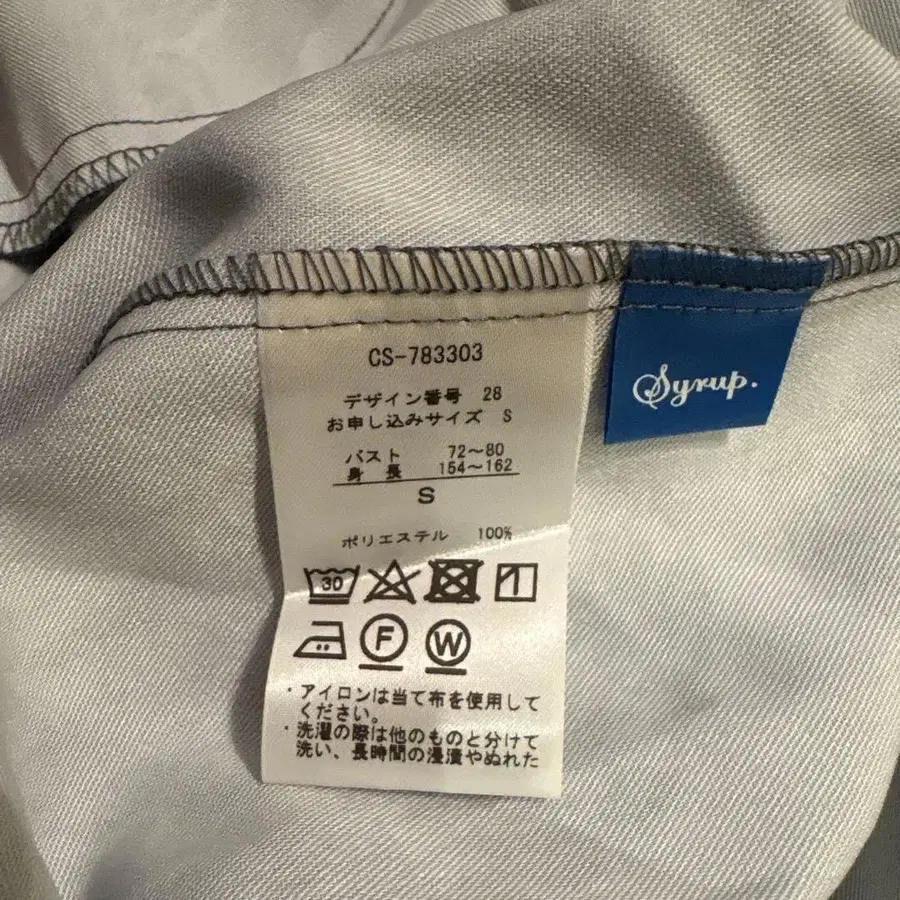 CS-783303
デザイン番号 28
お申し込みサイズ S
バスト 72～80
身長 154～162
S
ポリエステル 100%
30
1
F
W
・アイロンは当て布を使用して
ください。
・洗濯の際は他のものと分けて
洗い、長時間の浸漬やぬれた
Syrup.